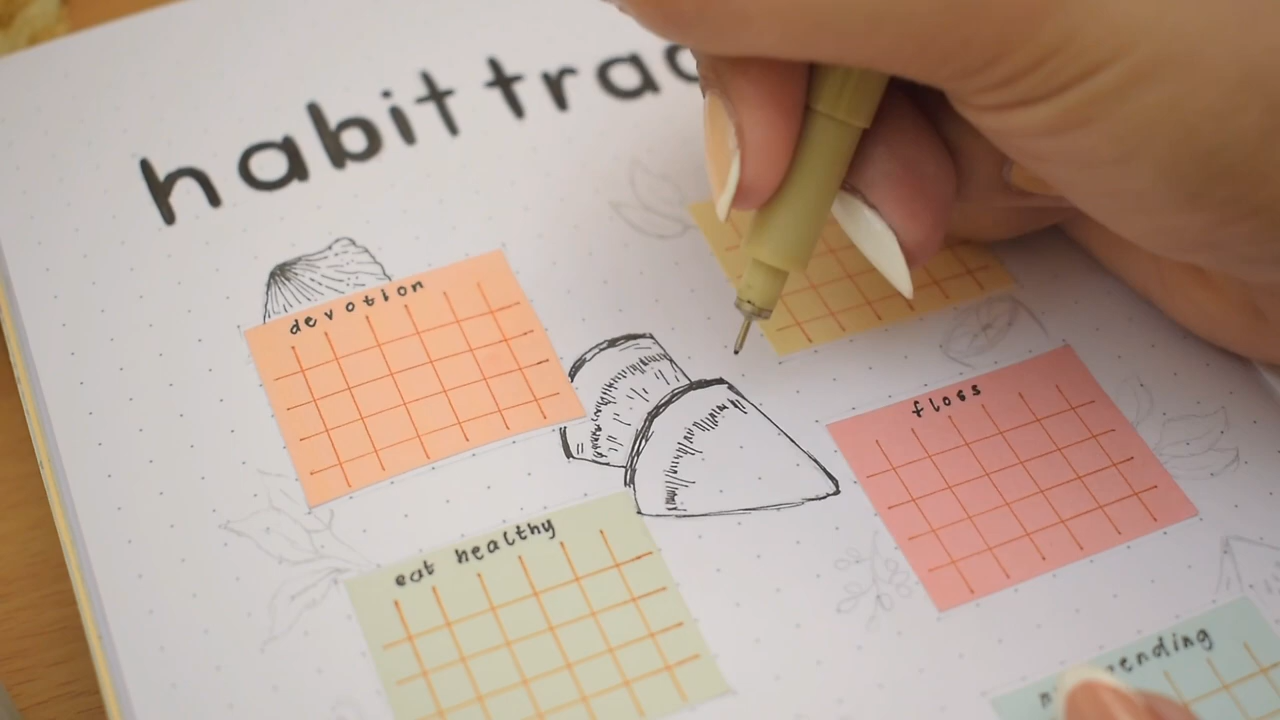 habit trac
devotion
floss
eat healthy
ending